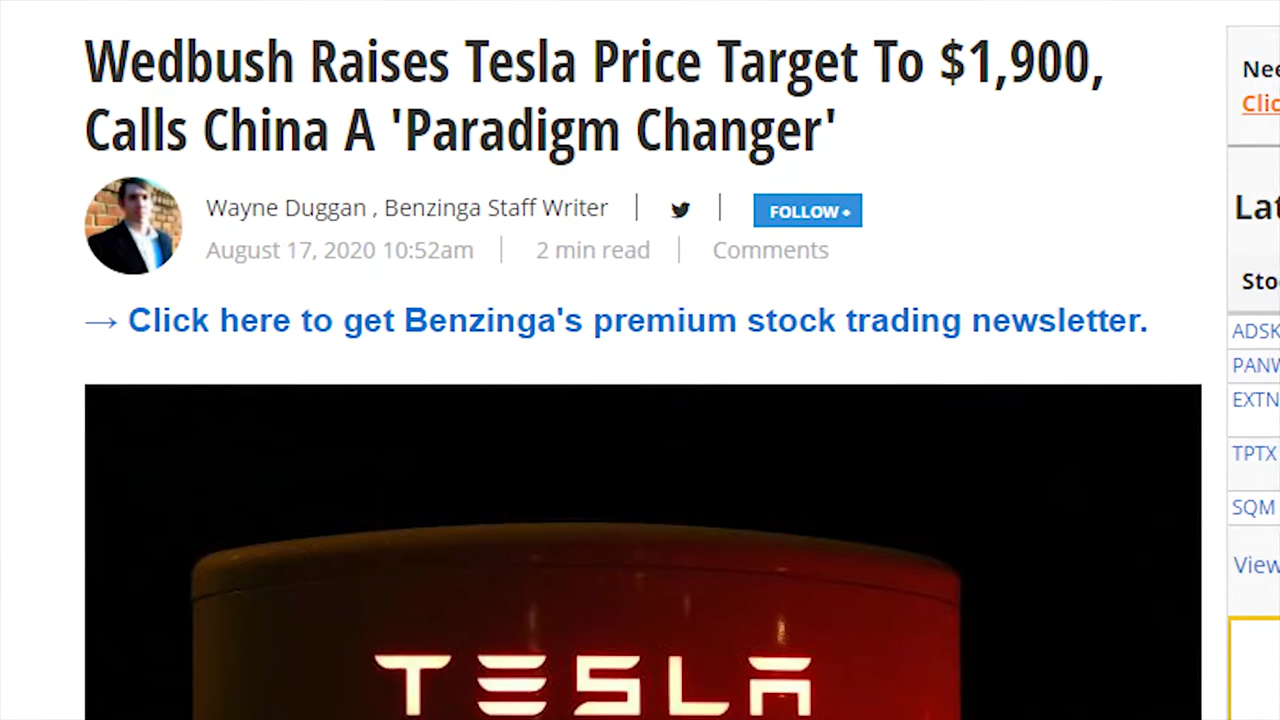 Wedbush Raises Tesla Price Target To $1,900,
Calls China A 'Paradigm Changer'
Wayne Duggan , Benzinga Staff Writer
FOLLOW +
August 17, 2020 10:52am
2 min read
Comments
→ Click here to get Benzinga's premium stock trading newsletter.
TESLA
ADSK
EXTN
TPTX
SQM
View